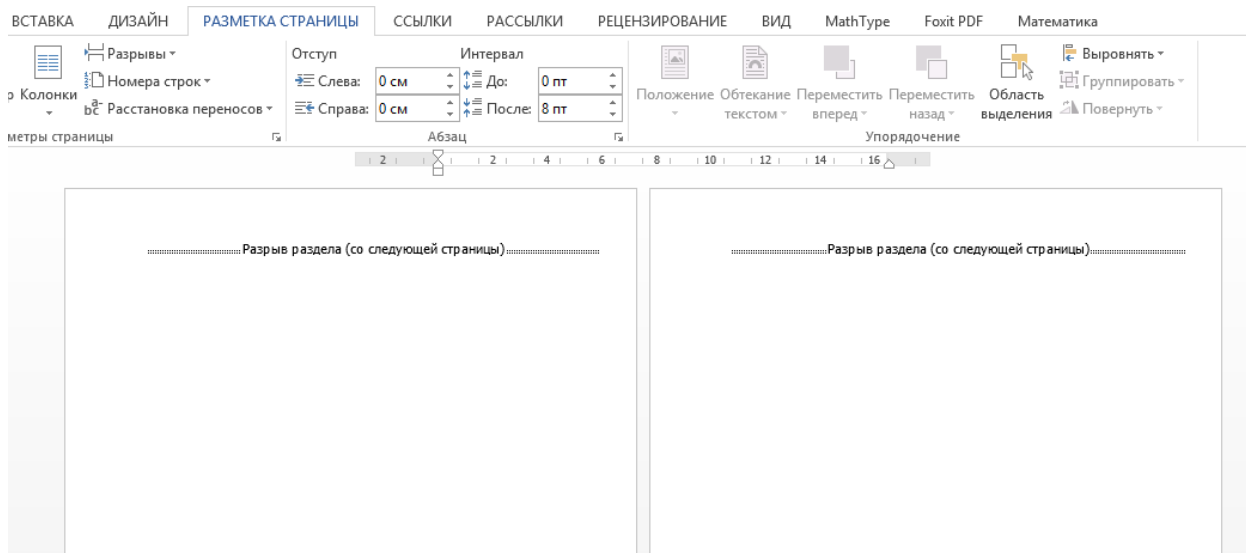 ВСТАВКА ДИЗАЙН РАЗМЕТКА СТРАНИЦЫ ССЫЛКИ РАССЫЛКИ РЕЦЕНЗИРОВАНИЕ ВИД MathType Foxit PDF Математика
Разрывы Отступ Интервал Выровнять
Номера строк Слева: 0 см До: 0 пт Группировать
Колонки Положение Обтекание Переместить Переместить Область
Расстановка переносов Справа: 0 см После: 8 пт текстом вперед назад выделения Повернуть
метры страницы Абзац Упорядочение
2 2 4 6 8 10 12 14 16
Разрыв раздела (со следующей страницы) Разрыв раздела (со следующей страницы)